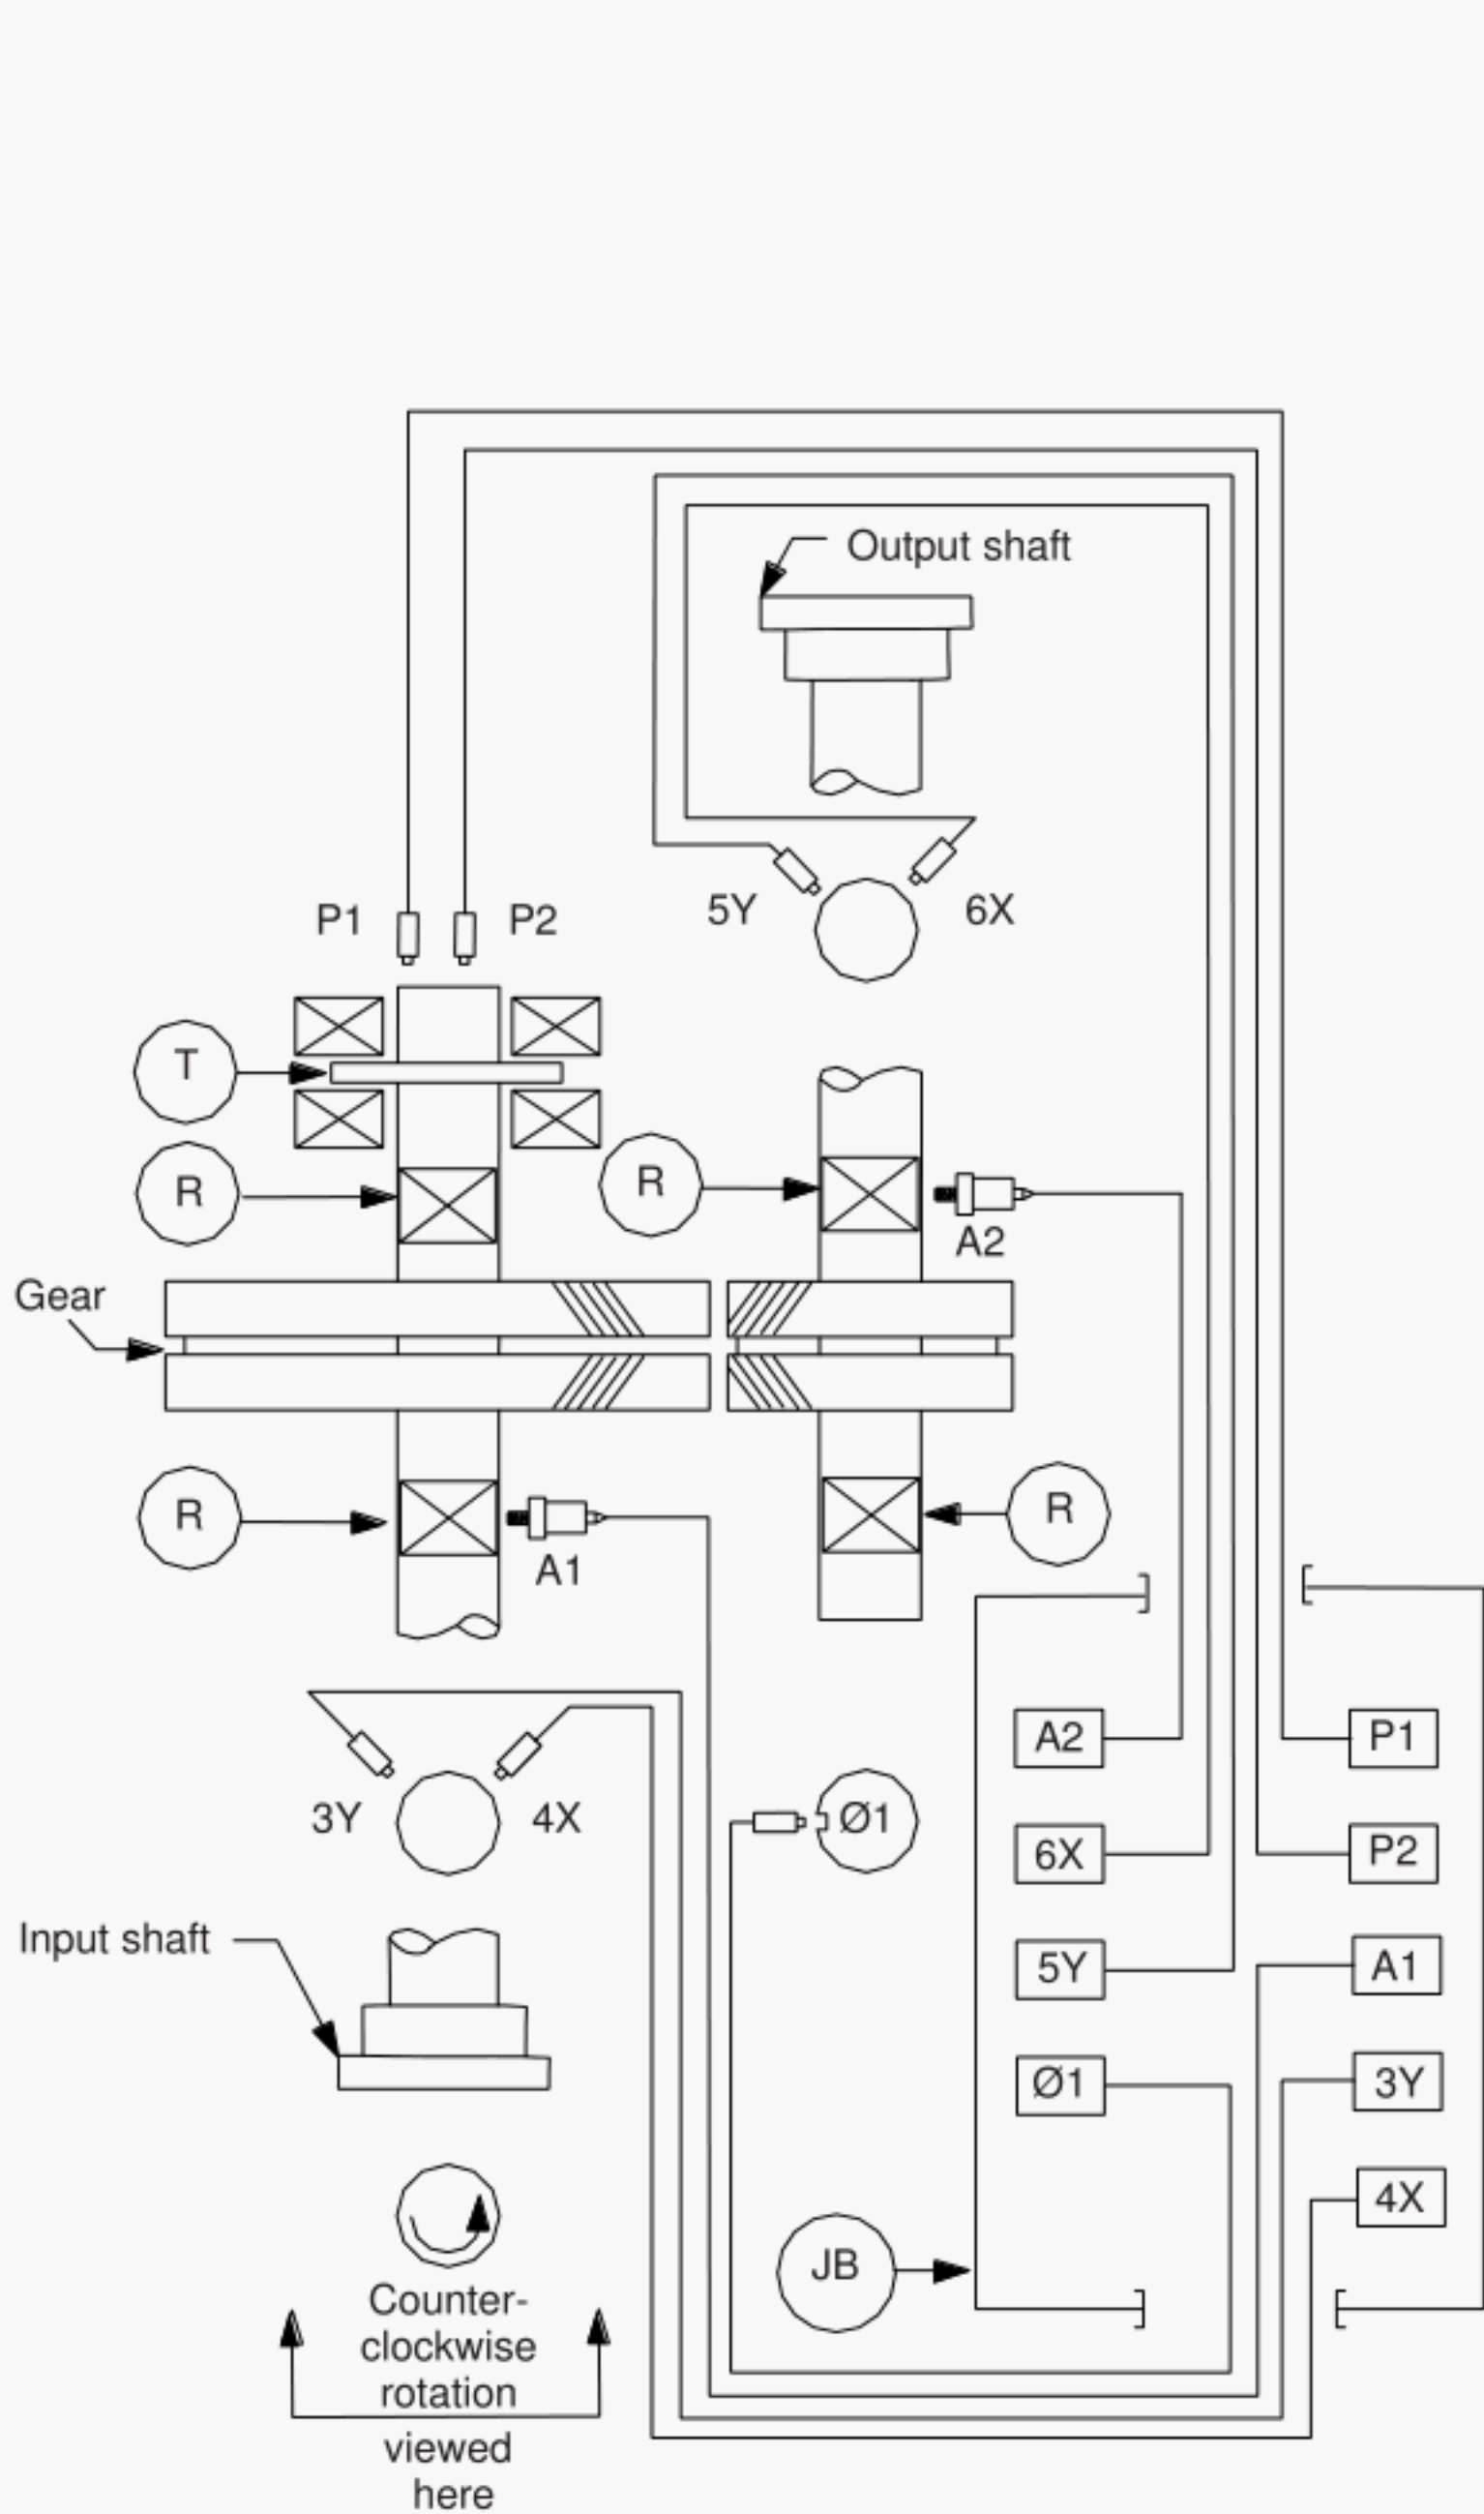 Output shaft
P1
P2
5Y
6X
T
R
R
A2
Gear
R
A1
R
3Y
4X
Ø1
A2
P1
6X
P2
Input shaft
5Y
A1
Ø1
3Y
4X
JB
Counter-
clockwise
rotation
viewed
here